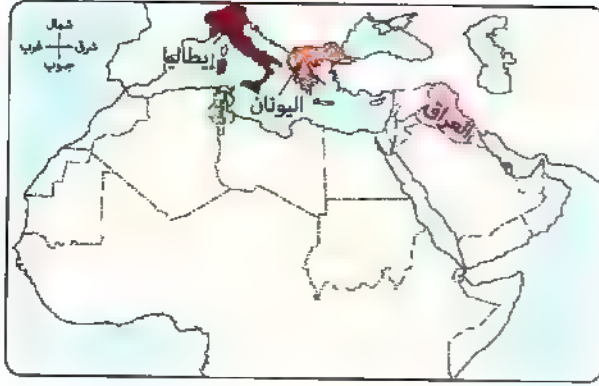 شمال
شرق غرب
جنوب
إيطاليا
اليونان
العراق